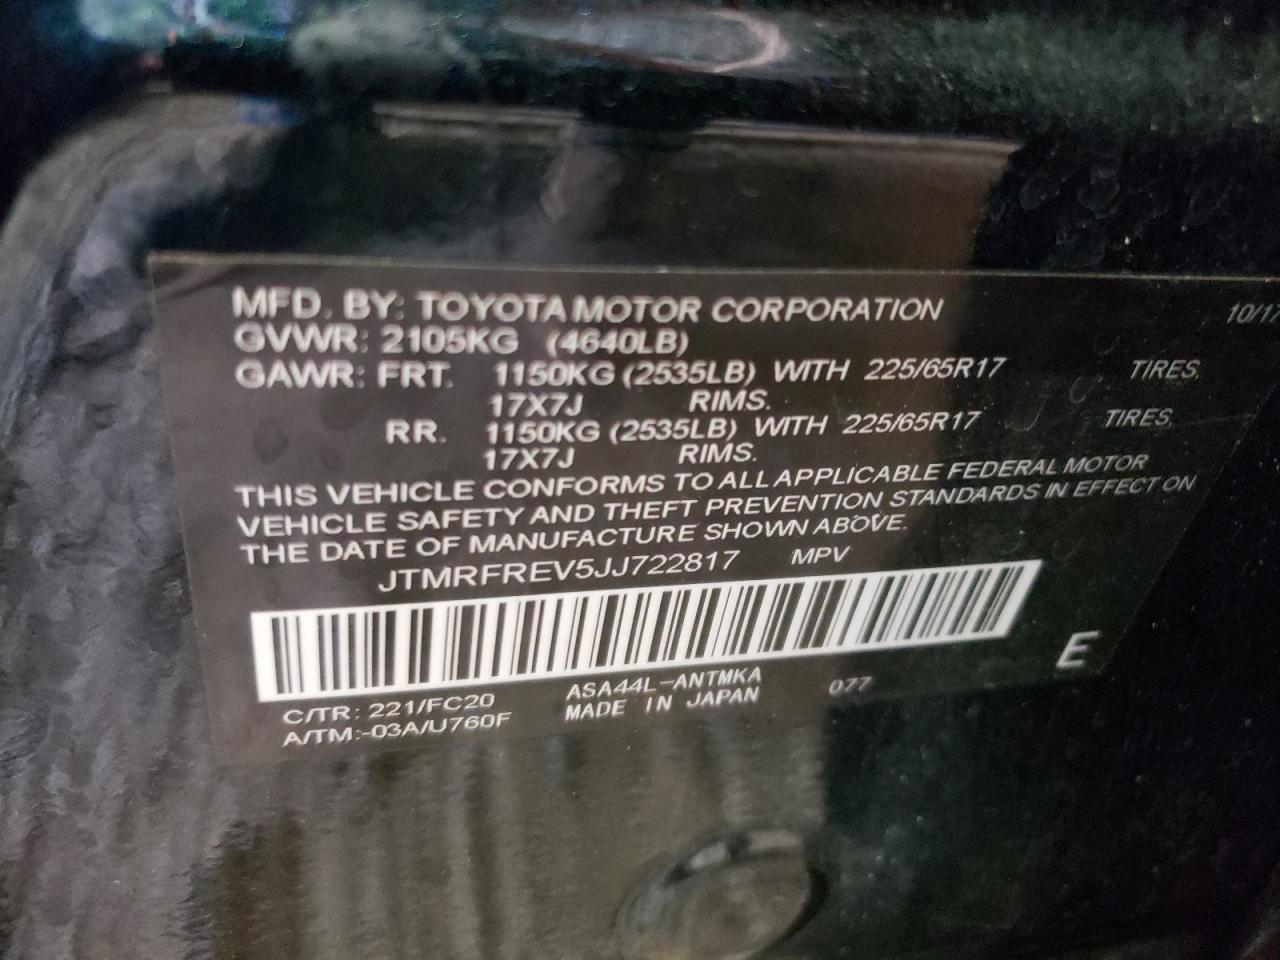 MFD. BY: TOYOTA MOTOR CORPORATION 10/17
GVWR: 2105KG (4640LB)
GAWR: FRT. 1150KG (2535LB) WITH 225/65R17 TIRES,
17X7J RIMS.
RR. 1150KG (2535LB) WITH 225/65R17 TIRES,
17X7J RIMS.
THIS VEHICLE CONFORMS TO ALL APPLICABLE FEDERAL MOTOR
VEHICLE SAFETY AND THEFT PREVENTION STANDARDS IN EFFECT ON
THE DATE OF MANUFACTURE SHOWN ABOVE.
JTMRFREV5JJ722817 MPV
E
C/TR: 221/FC20 ASA44L-ANTMKA 077
A/TM:-03A/U760F MADE IN JAPAN